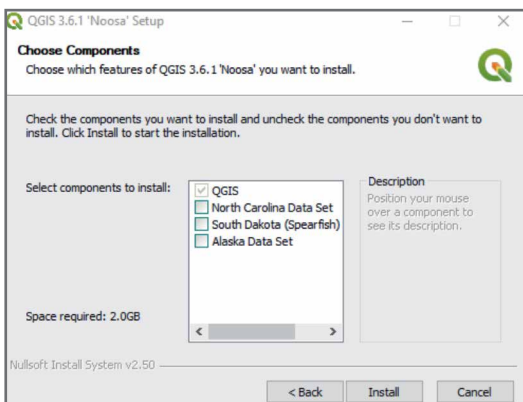 QGIS 3.6.1 'Noosa' Setup
Choose Components
Choose which features of QGIS 3.6.1 'Noosa' you want to install.
Check the components you want to install and uncheck the components you don't want to
install. Click Install to start the installation.
Select components to install:
QGIS
North Carolina Data Set
South Dakota (Spearfish)
Alaska Data Set
Description
Position your mouse
over a component to
see its description.
Space required: 2.0GB
Nullsoft Install System v2.50
< Back
Install
Cancel